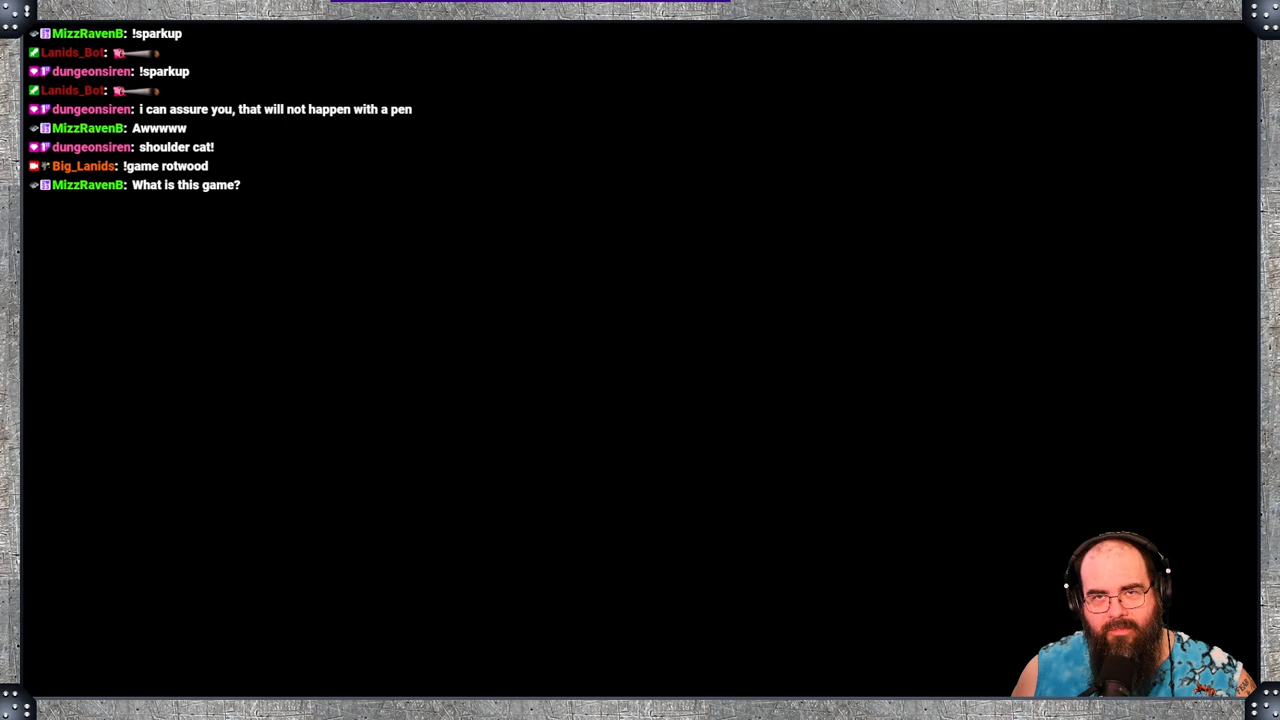 MizzRavenB: !sparkup
Lanids_Bot:
dungeonsiren: !sparkup
Lanids_Bot:
dungeonsiren: i can assure you, that will not happen with a pen
MizzRavenB: Awwwww
dungeonsiren: shoulder cat!
Big_Lanids: !game rotwood
MizzRavenB: What is this game?